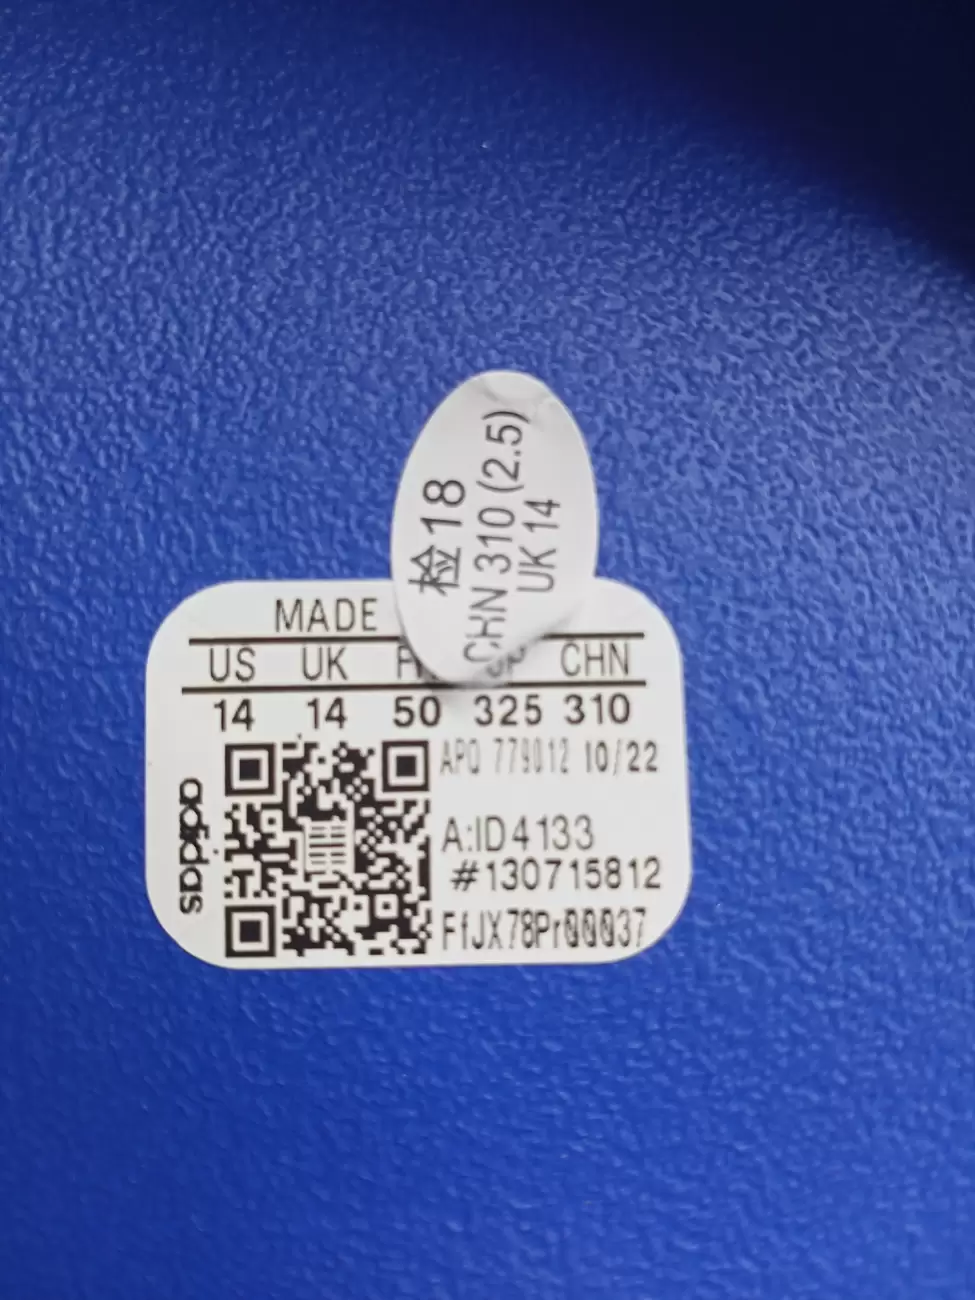 检18
CHN 310 (2.5)
UK 14
MADE
US UK CHN
14 14 50 325 310
APQ 779012 10/22
A:ID4133
#130715812
FfJX78Pr00037
adidas